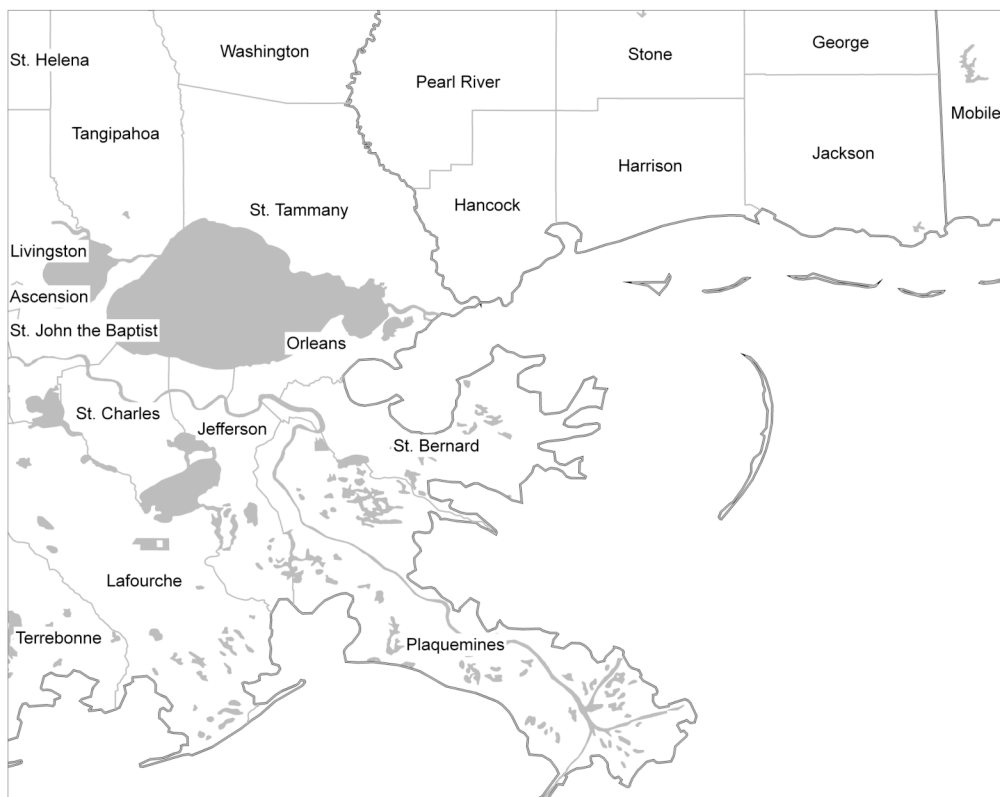 George
Washington
Stone
St. Helena
Pearl River
Mobile
Tangipahoa
Jackson
Harrison
Hancock
St. Tammany
Livingston
Ascension
St. John the Baptist
Orleans
St. Charles
Jefferson
St. Bernard
Lafourche
Terrebonne
Plaquemines